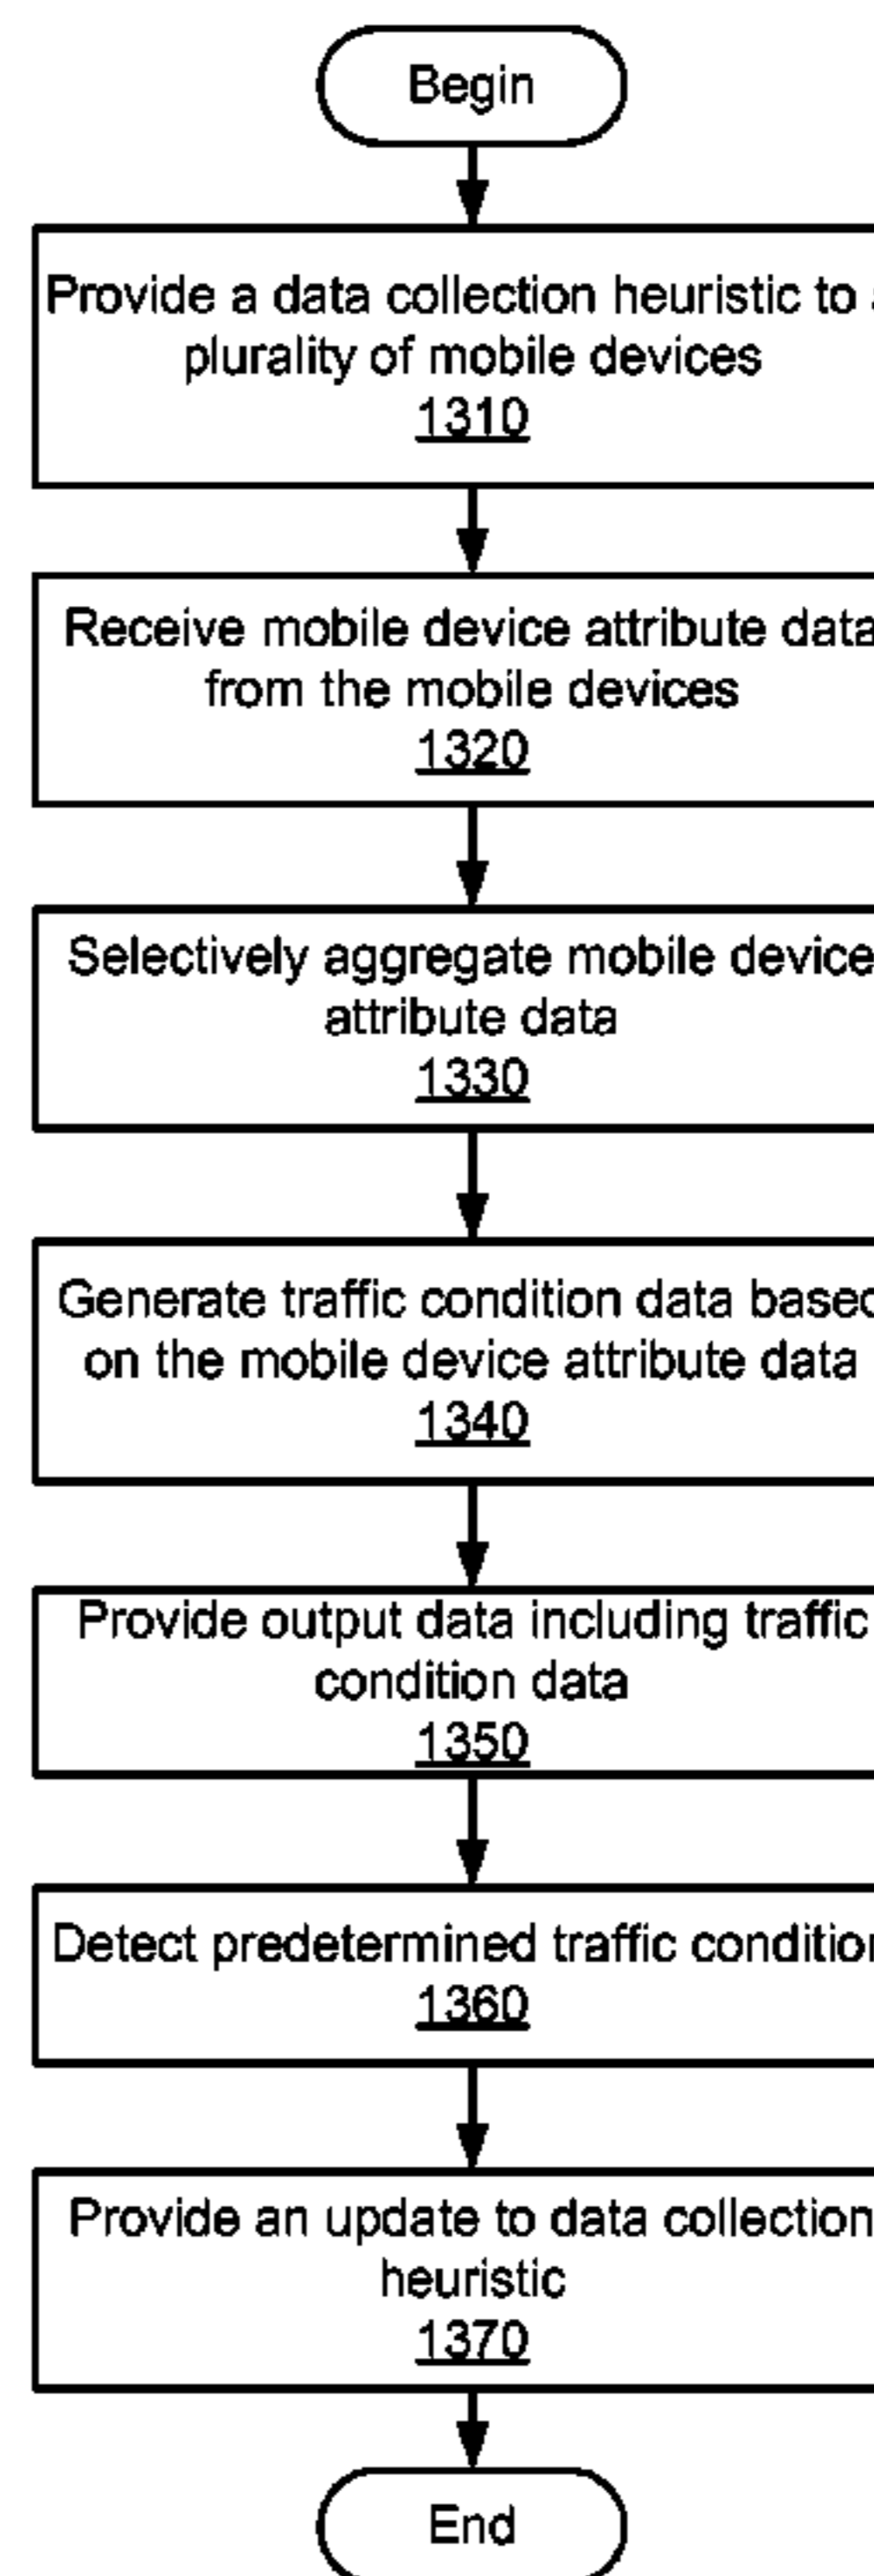 Begin
Provide a data collection heuristic to a
plurality of mobile devices
1310
Receive mobile device attribute data
from the mobile devices
1320
Selectively aggregate mobile device
attribute data
1330
Generate traffic condition data based
on the mobile device attribute data
1340
Provide output data including traffic
condition data
1350
Detect predetermined traffic condition
1360
Provide an update to data collection
heuristic
1370
End